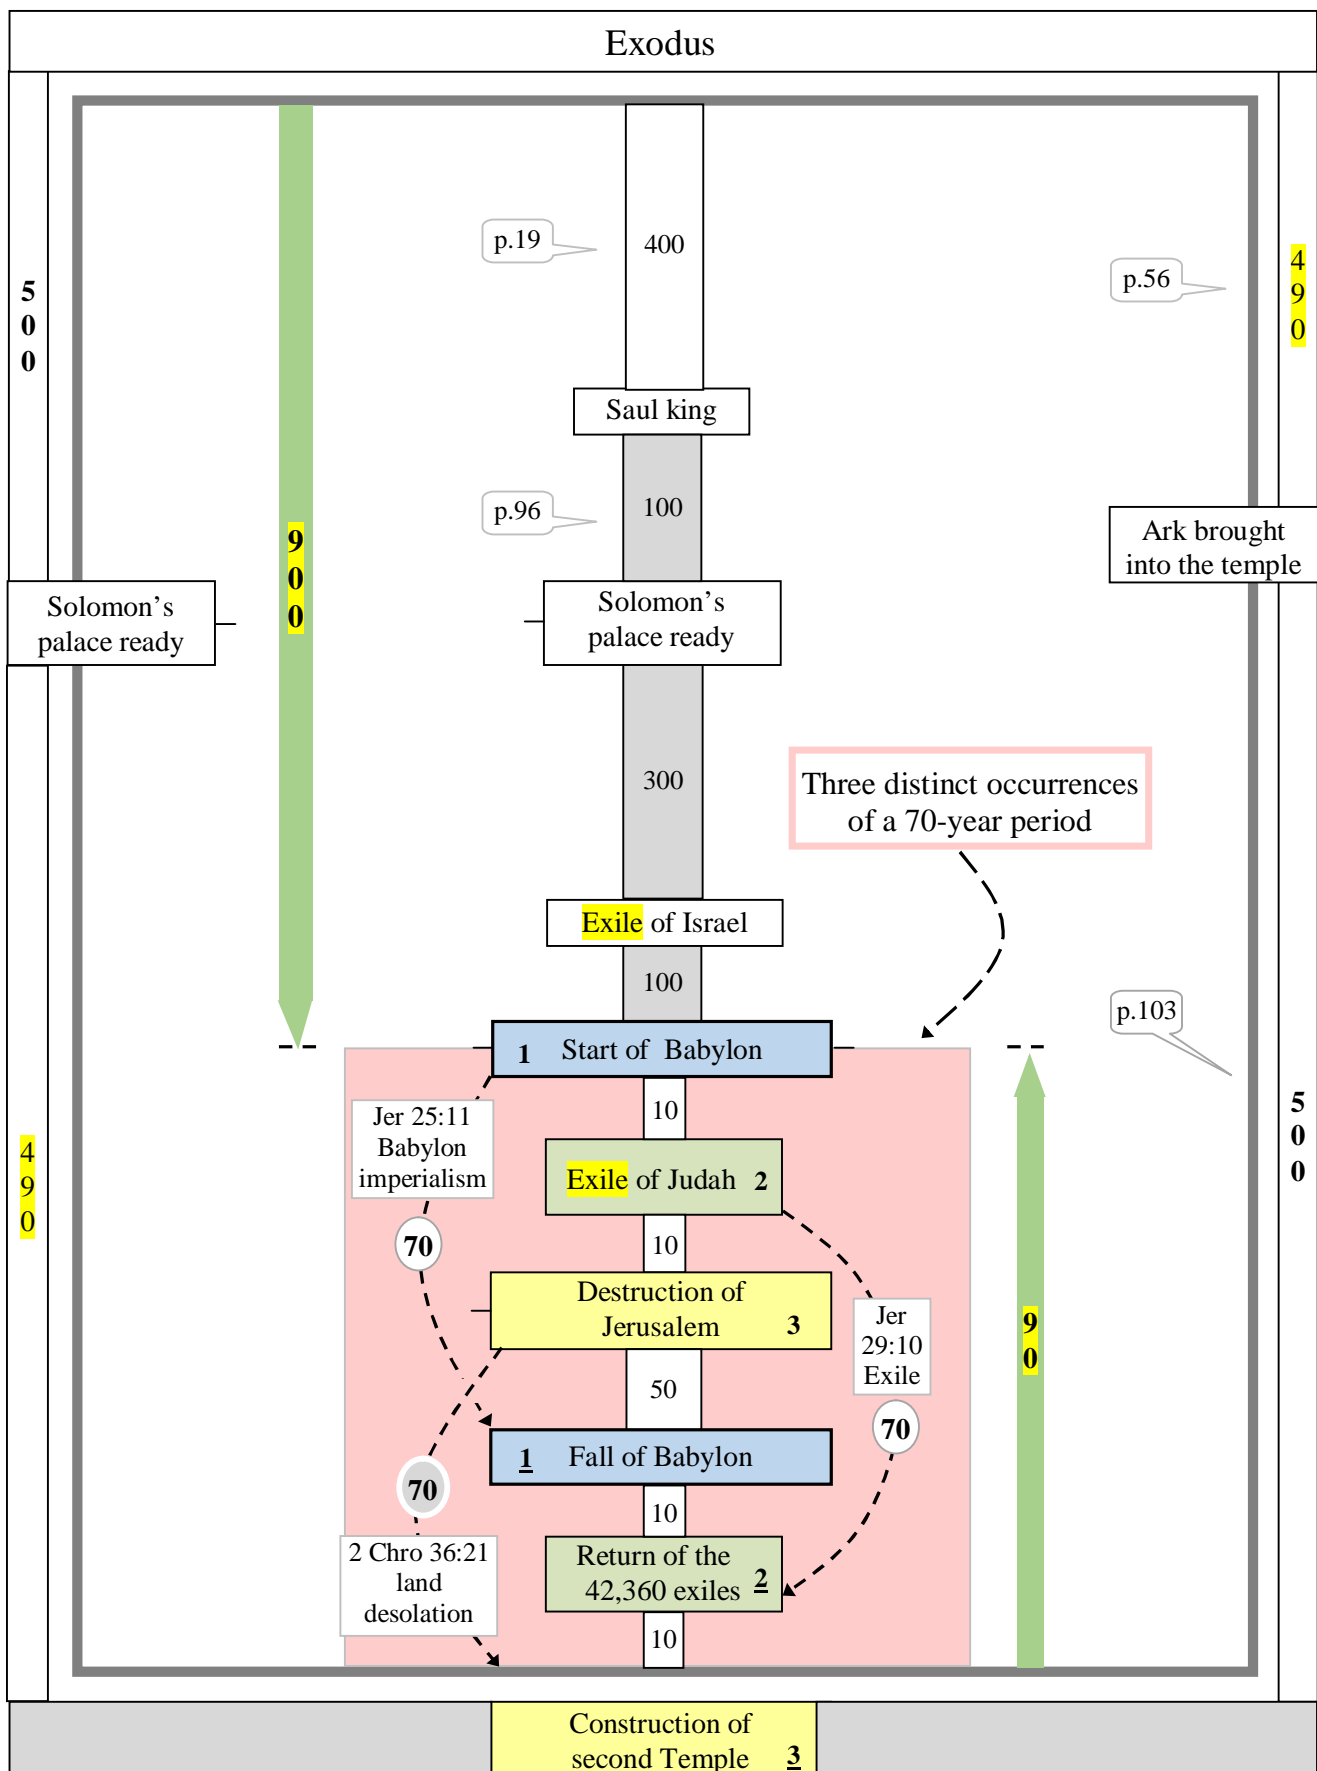 Exodus
p.19
400
p.56
4
9
0
5
0
0
Saul king
p.96
100
9
0
0
Ark brought
into the temple
Solomon’s
palace ready
Solomon’s
palace ready
300
Three distinct occurrences
of a 70-year period
Exile of Israel
100
p.103
1 Start of Babylon
10
Jer 25:11
Babylon
imperialism
70
5
0
0
4
9
0
Exile of Judah 2
10
Destruction of
Jerusalem 3
Jer
29:10
Exile
70
9
0
50
1 Fall of Babylon
70
10
2 Chro 36:21
land
desolation
Return of the
42,360 exiles 2
10
Construction of
second Temple 3